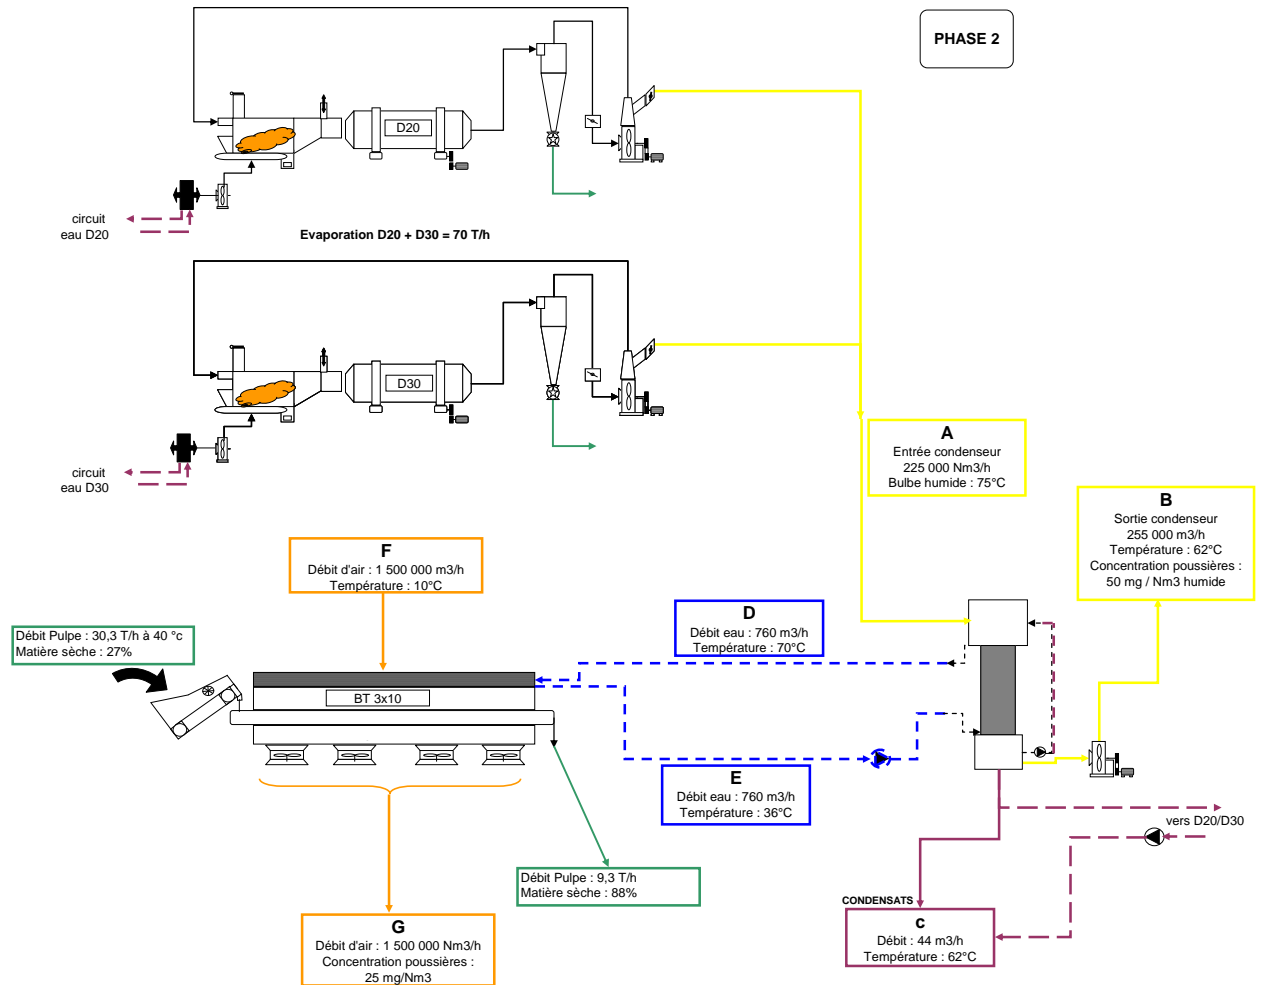 PHASE 2
D20
circuit
eau D20
Evaporation D20 + D30 = 70 T/h
D30
circuit
eau D30
A
Entrée condenseur
225 000 Nm3/h
Bulbe humide : 75°C
B
Sortie condenseur
255 000 m3/h
Température : 62°C
Concentration poussières :
50 mg / Nm3 humide
F
Débit d'air : 1 500 000 m3/h
Température : 10°C
D
Débit eau : 760 m3/h
Température : 70°C
Débit Pulpe : 30,3 T/h à 40 °c
Matière sèche : 27%
BT 3x10
E
Débit eau : 760 m3/h
Température : 36°C
vers D20/D30
Débit Pulpe : 9,3 T/h
Matière sèche : 88%
CONDENSATS
c
Débit : 44 m3/h
Température : 62°C
G
Débit d'air : 1 500 000 Nm3/h
Concentration poussières :
25 mg/Nm3